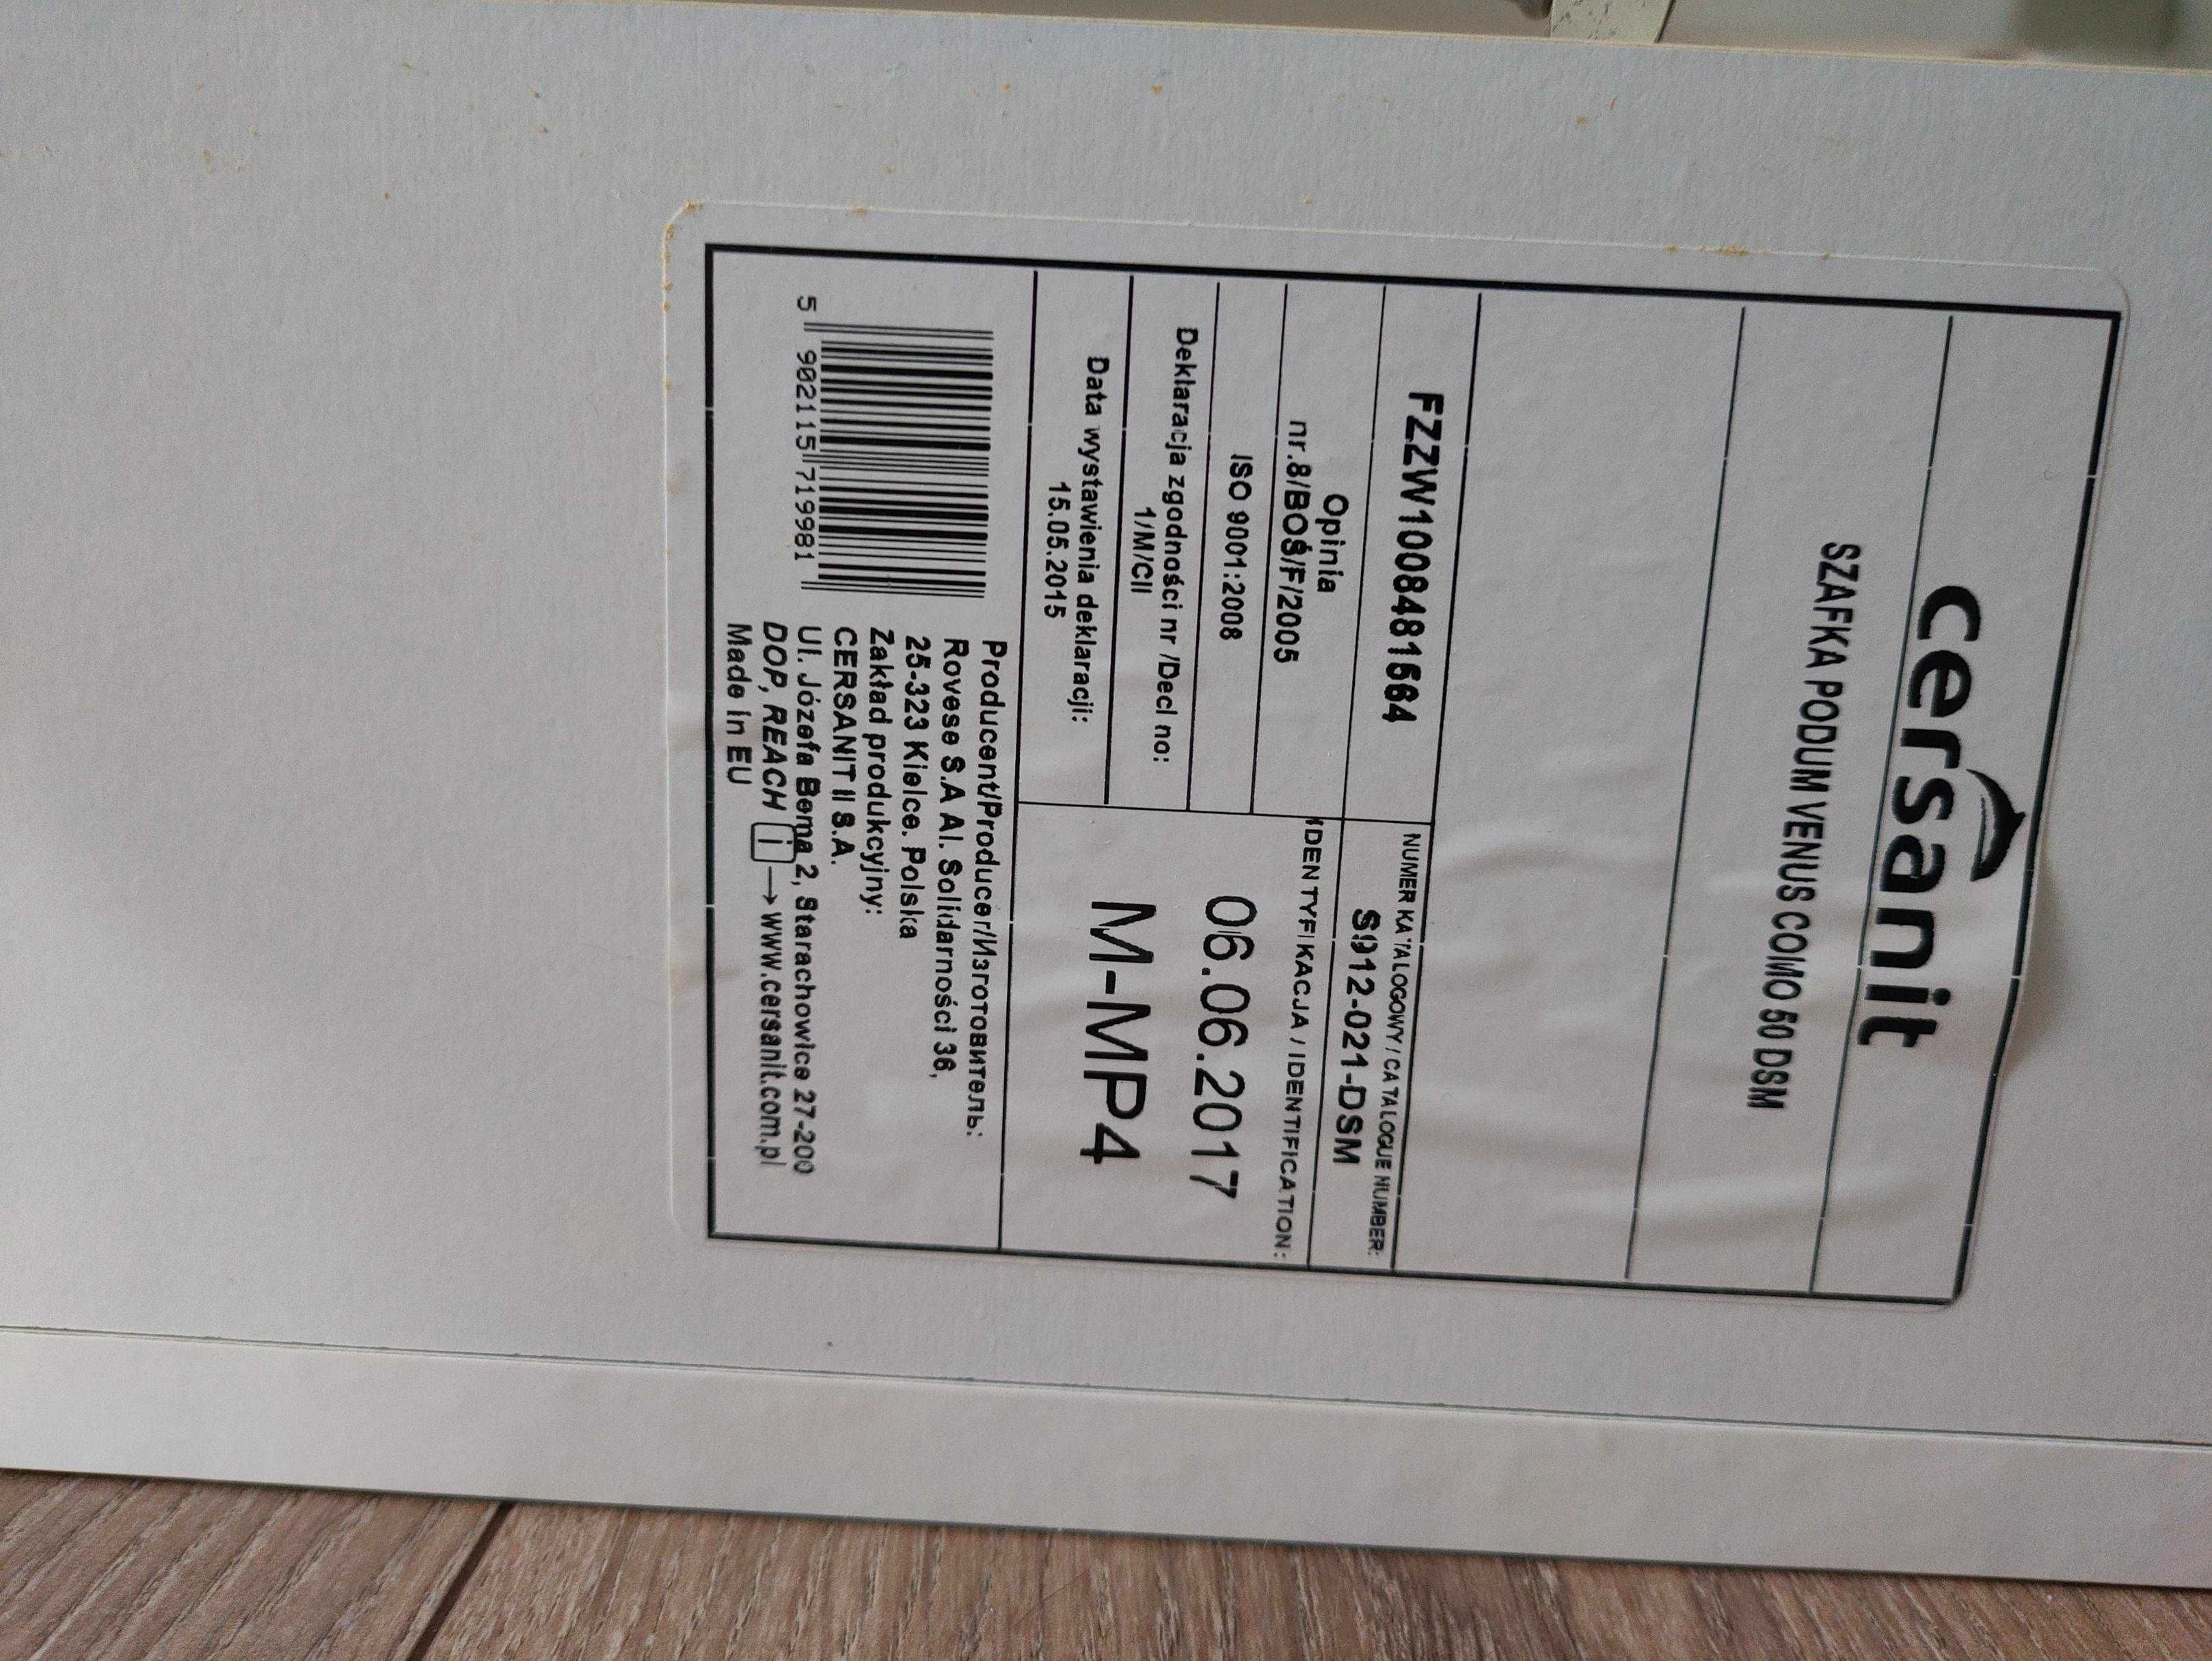 cersanit
SZAFKA PODUM VENUS COMO 50 DSM
FZZW1008481564
Opinia
nr.8/BOŚ/F/2005
ISO 9001:2008
Deklaracja zgodności nr /Decl no:
1/M/CII
Data wystawienia deklaracji:
15.05.2015
NUMER KATALOGOWY / CATALOGUE NUMBER:
S912-021-DSM
IDENTYFIKACJA / IDENTIFICATION:
06.06.2017
M-MP4
5 902115 719981
Producent/Producer/Изготовитель:
Rovese S.A Al. Solidarności 36,
25-323 Kielce. Polska
Zakład produkcyjny:
CERSANIT II S.A.
Ul. Józefa Bema 2, Starachowice 27-200
DOP, REACH i → www.cersanit.com.pl
Made in EU